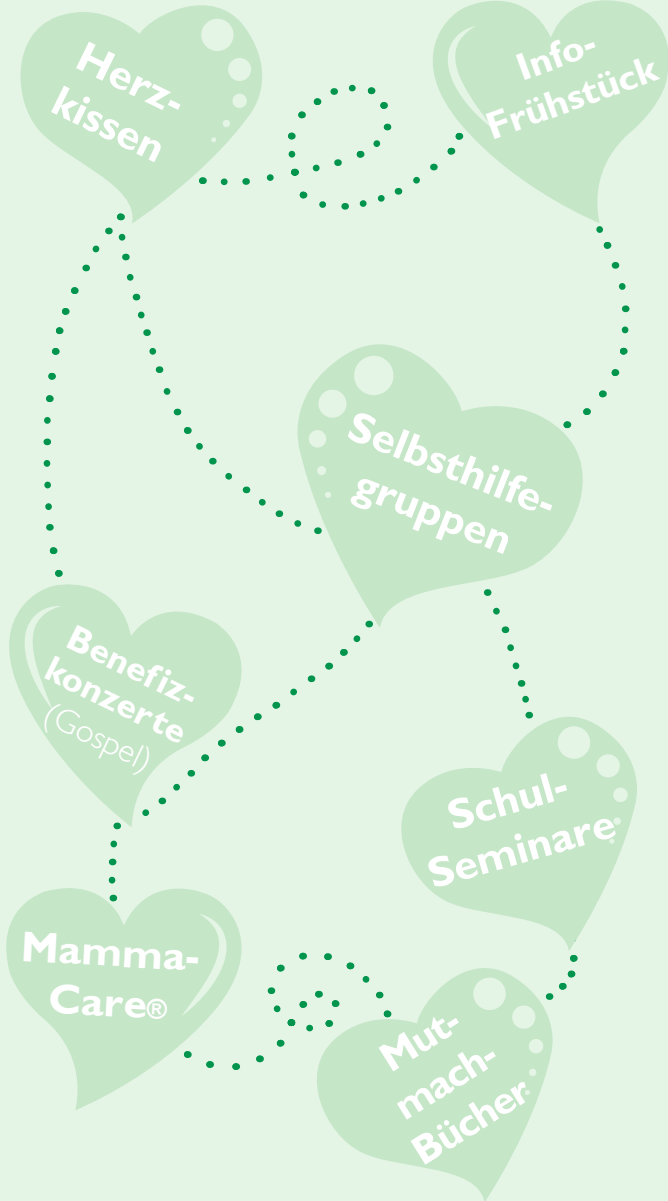 Herz-
kissen
Info-
Frühstück
Selbsthilfe-
gruppen
Benefiz-
konzerte
(Gospel)
Schul-
Seminare
Mamma-
Care®
Mut-
mach-
Bücher